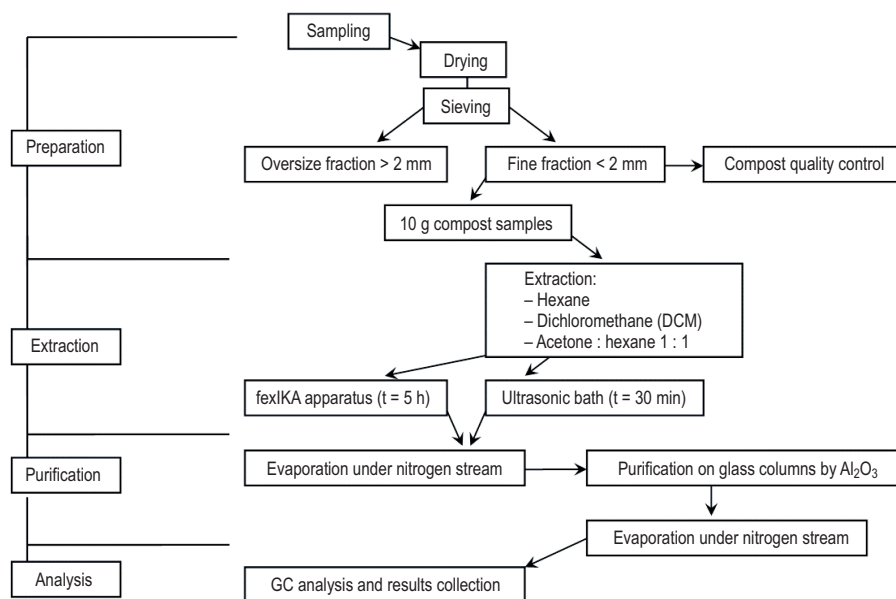 Sampling
Drying
Sieving
Preparation
Oversize fraction > 2 mm
Fine fraction < 2 mm
Compost quality control
10 g compost samples
Extraction:
– Hexane
– Dichloromethane (DCM)
– Acetone : hexane 1 : 1
Extraction
fexIKA apparatus (t = 5 h)
Ultrasonic bath (t = 30 min)
Purification
Evaporation under nitrogen stream
Purification on glass columns by Al₂O₃
Evaporation under nitrogen stream
Analysis
GC analysis and results collection